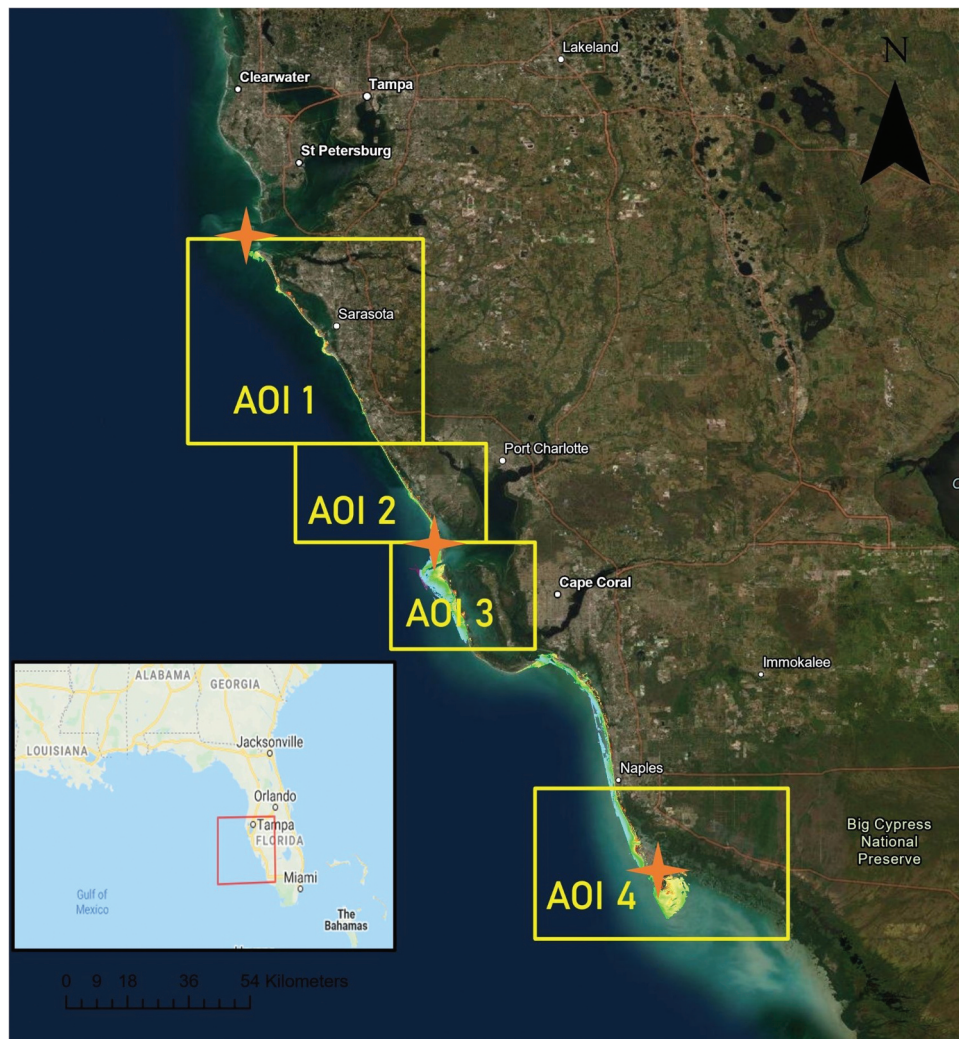 Lakeland
N
Clearwater
Tampa
St Petersburg
Sarasota
AOI 1
Port Charlotte
AOI 2
Cape Coral
AOI 3
Immokalee
ALABAMA
GEORGIA
LOUISIANA
Jacksonville
Orlando
Tampa
FLORIDA
Miami
Gulf of
Mexico
The
Bahamas
Naples
Big Cypress
National
Preserve
AOI 4
0 9 18 36 54 Kilometers